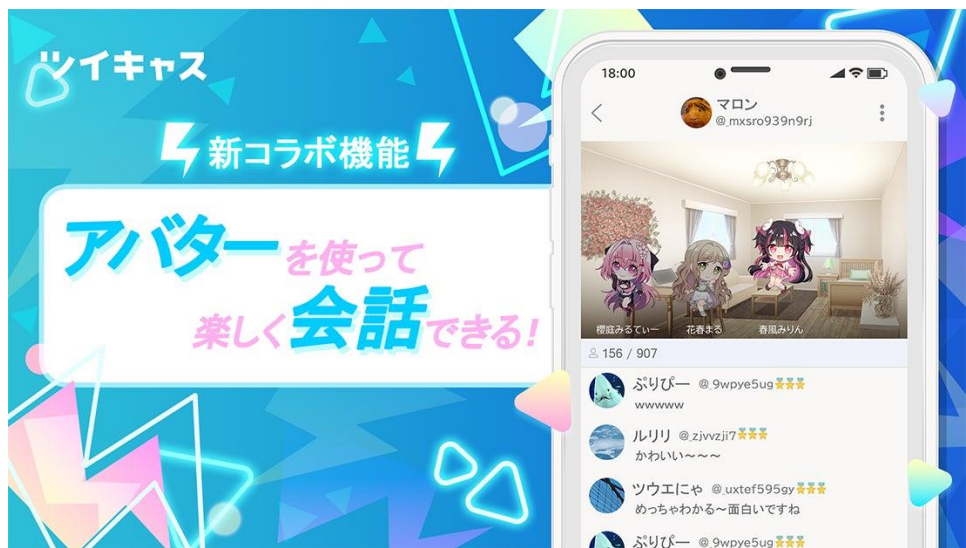 ツイキャス
新コラボ機能
アバターを使って
楽しく会話できる!
18:00
マロン
@_mxsro939n9rj
櫻庭みるてぃー
花春まる
春風みりん
156 / 907
ぷりぴー @_9wpye5ug
wwwww
ルリリ @_zjvvzji7
かわいい～～～
ツウエにゃ @_uxtef595gy
めっちゃわかる～面白いですね
ぷりぴー @_9wpye5ug